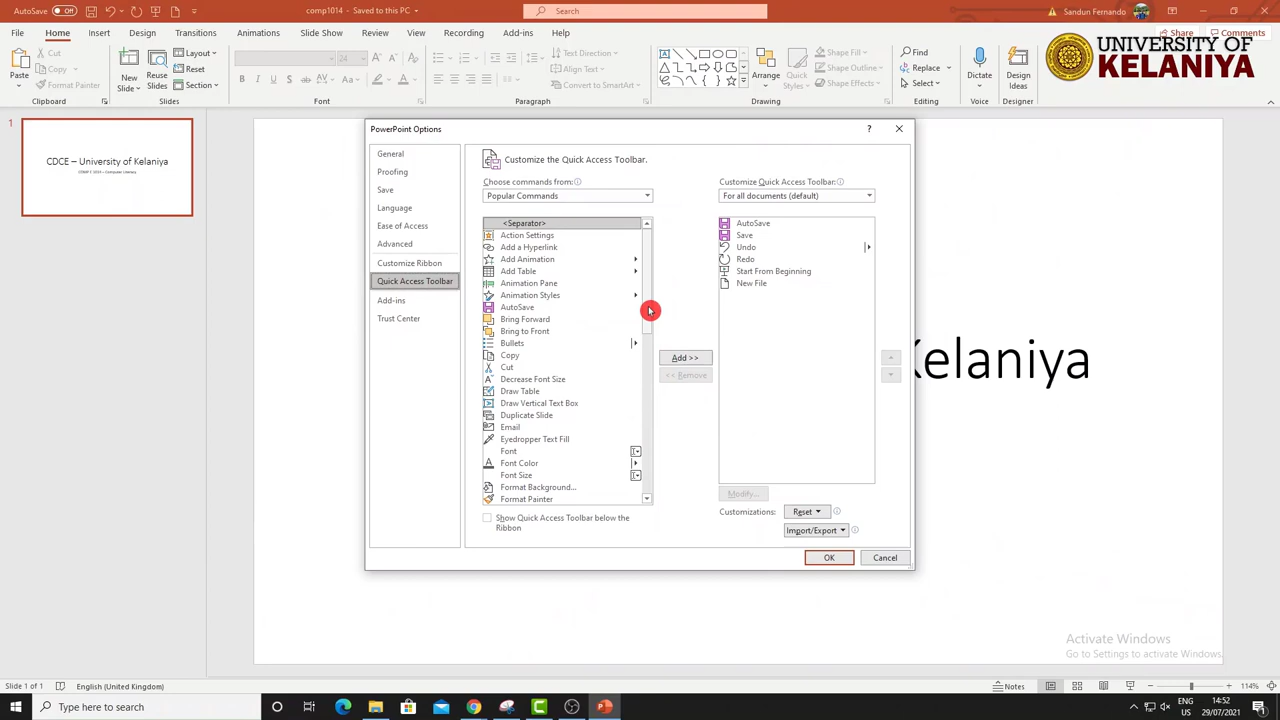 AutoSave Off
comp1014 - Saved to this PC
Search
Sandun Fernando
File Home Insert Design Transitions Animations Slide Show Review View Recording Add-ins Help
Share Comments
UNIVERSITY OF
KELANIYA
Paste
Cut
Copy
Format Painter
New
Slide
Reuse
Slides
Layout
Reset
Section
24
Text Direction
Align Text
Convert to SmartArt
Arrange
Quick
Styles
Shape Fill
Shape Outline
Shape Effects
Find
Replace
Select
Dictate
Design
Ideas
Clipboard Slides Font Paragraph Drawing Editing Voice Designer
1
CDCE – University of Kelaniya
Kelaniya
PowerPoint Options
General
Proofing
Save
Language
Ease of Access
Advanced
Customize Ribbon
Quick Access Toolbar
Add-ins
Trust Center
Customize the Quick Access Toolbar.
Choose commands from:
Popular Commands
<Separator>
Action Settings
Add a Hyperlink
Add Animation
Add Table
Animation Pane
Animation Styles
AutoSave
Bring Forward
Bring to Front
Bullets
Copy
Cut
Decrease Font Size
Draw Table
Draw Vertical Text Box
Duplicate Slide
Email
Eyedropper Text Fill
Font
Font Color
Font Size
Format Background...
Format Painter
Show Quick Access Toolbar below the
Ribbon
Add >>
<< Remove
Customize Quick Access Toolbar:
For all documents (default)
AutoSave
Save
Undo
Redo
Start From Beginning
New File
Modify...
Customizations: Reset
Import/Export
OK Cancel
Activate Windows
Go to Settings to activate Windows.
Slide 1 of 1 English (United Kingdom) Notes 114%
Type here to search
14:52
29/07/2021